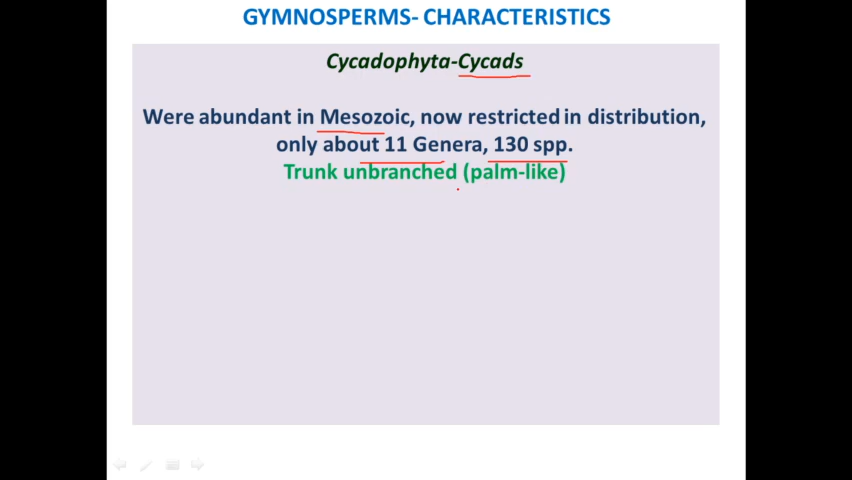 GYMNOSPERMS- CHARACTERISTICS
Cycadophyta-Cycads
Were abundant in Mesozoic, now restricted in distribution,
only about 11 Genera, 130 spp.
Trunk unbranched (palm-like)